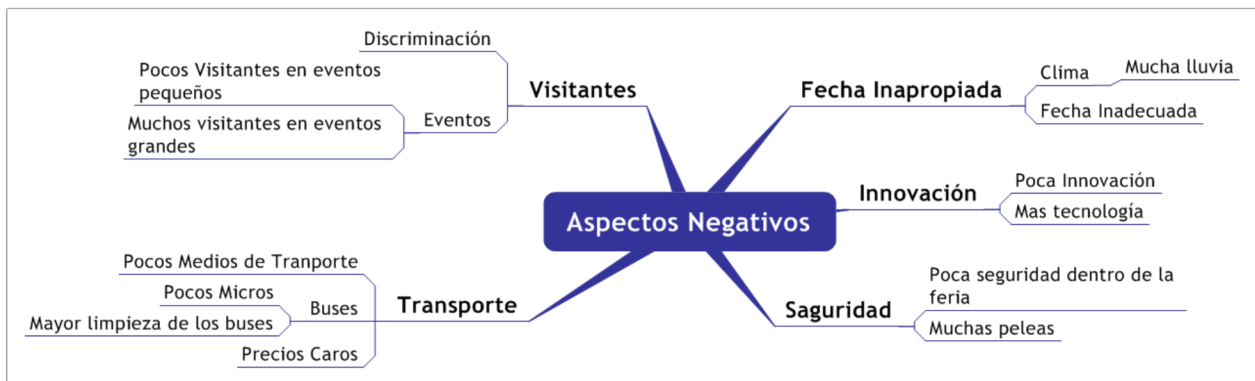 Aspectos Negativos
Visitantes
Discriminación
Eventos
Pocos Visitantes en eventos
pequeños
Muchos visitantes en eventos
grandes
Transporte
Pocos Medios de Tranporte
Buses
Pocos Micros
Mayor limpieza de los buses
Precios Caros
Fecha Inapropiada
Clima
Mucha lluvia
Fecha Inadecuada
Innovación
Poca Innovación
Mas tecnología
Saguridad
Poca seguridad dentro de la
feria
Muchas peleas